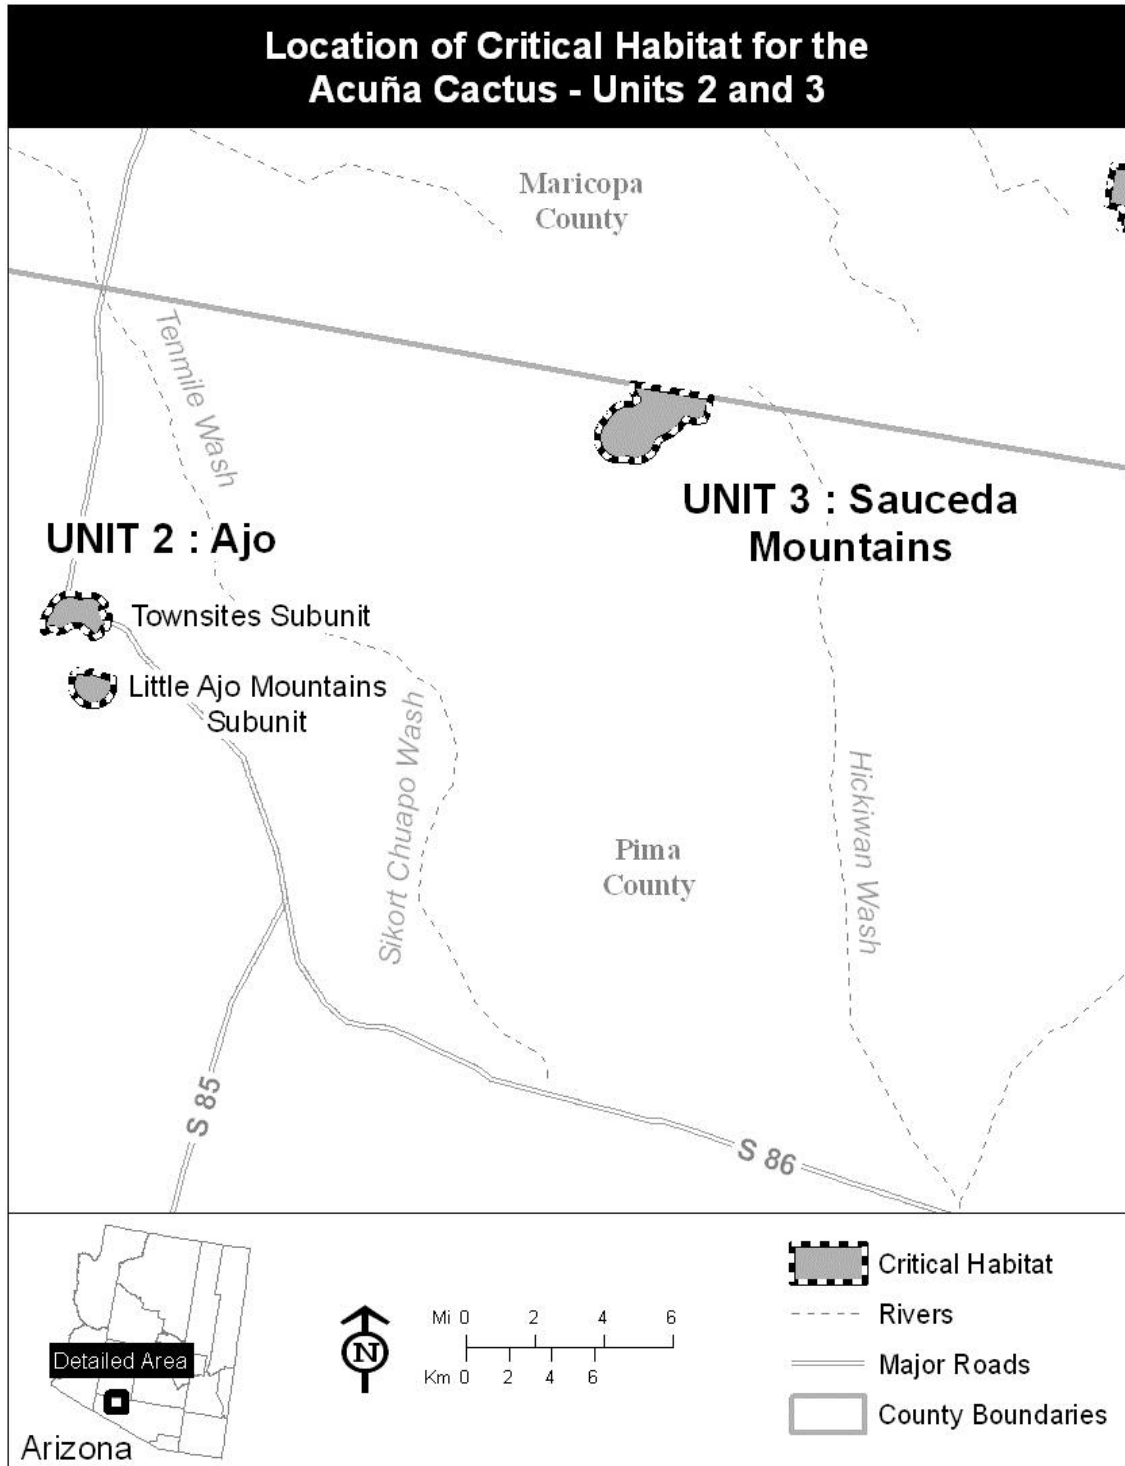 Location of Critical Habitat for the
Acuña Cactus - Units 2 and 3
Maricopa
County
Tenmile Wash
UNIT 3 : Sauceda
Mountains
UNIT 2 : Ajo
Townsites Subunit
Little Ajo Mountains
Subunit
Sikort Chuapo Wash
Hickiwan Wash
Pima
County
S 85
S 86
Detailed Area
Arizona
N
Mi 0 2 4 6
Km 0 2 4 6
Critical Habitat
Rivers
Major Roads
County Boundaries